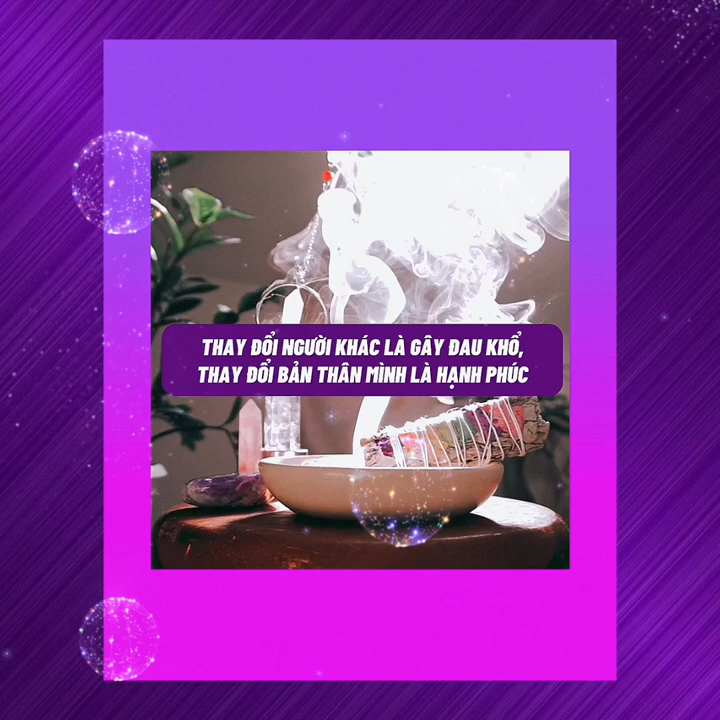 THAY ĐỔI NGƯỜI KHÁC LÀ GÂY ĐAU KHỔ,
THAY ĐỔI BẢN THÂN MÌNH LÀ HẠNH PHÚC